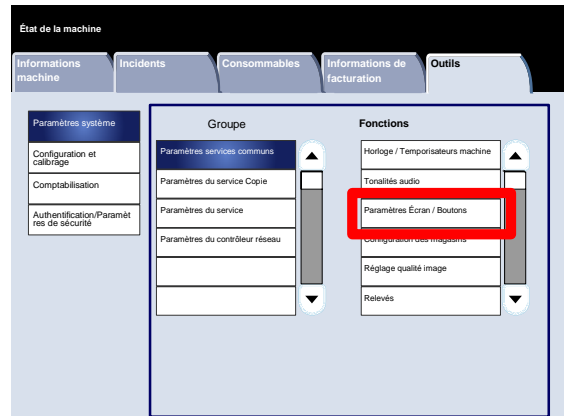 État de la machine
Informations
machine
Incidents
Consommables
Informations de
facturation
Outils
Paramètres système
Configuration et
calibrage
Comptabilisation
Authentification/Paramèt
res de sécurité
Groupe
Paramètres services communs
Paramètres du service Copie
Paramètres du service
Paramètres du contrôleur réseau
Fonctions
Horloge / Temporisateurs machine
Tonalités audio
Paramètres Écran / Boutons
Configuration des magasins
Réglage qualité image
Relevés